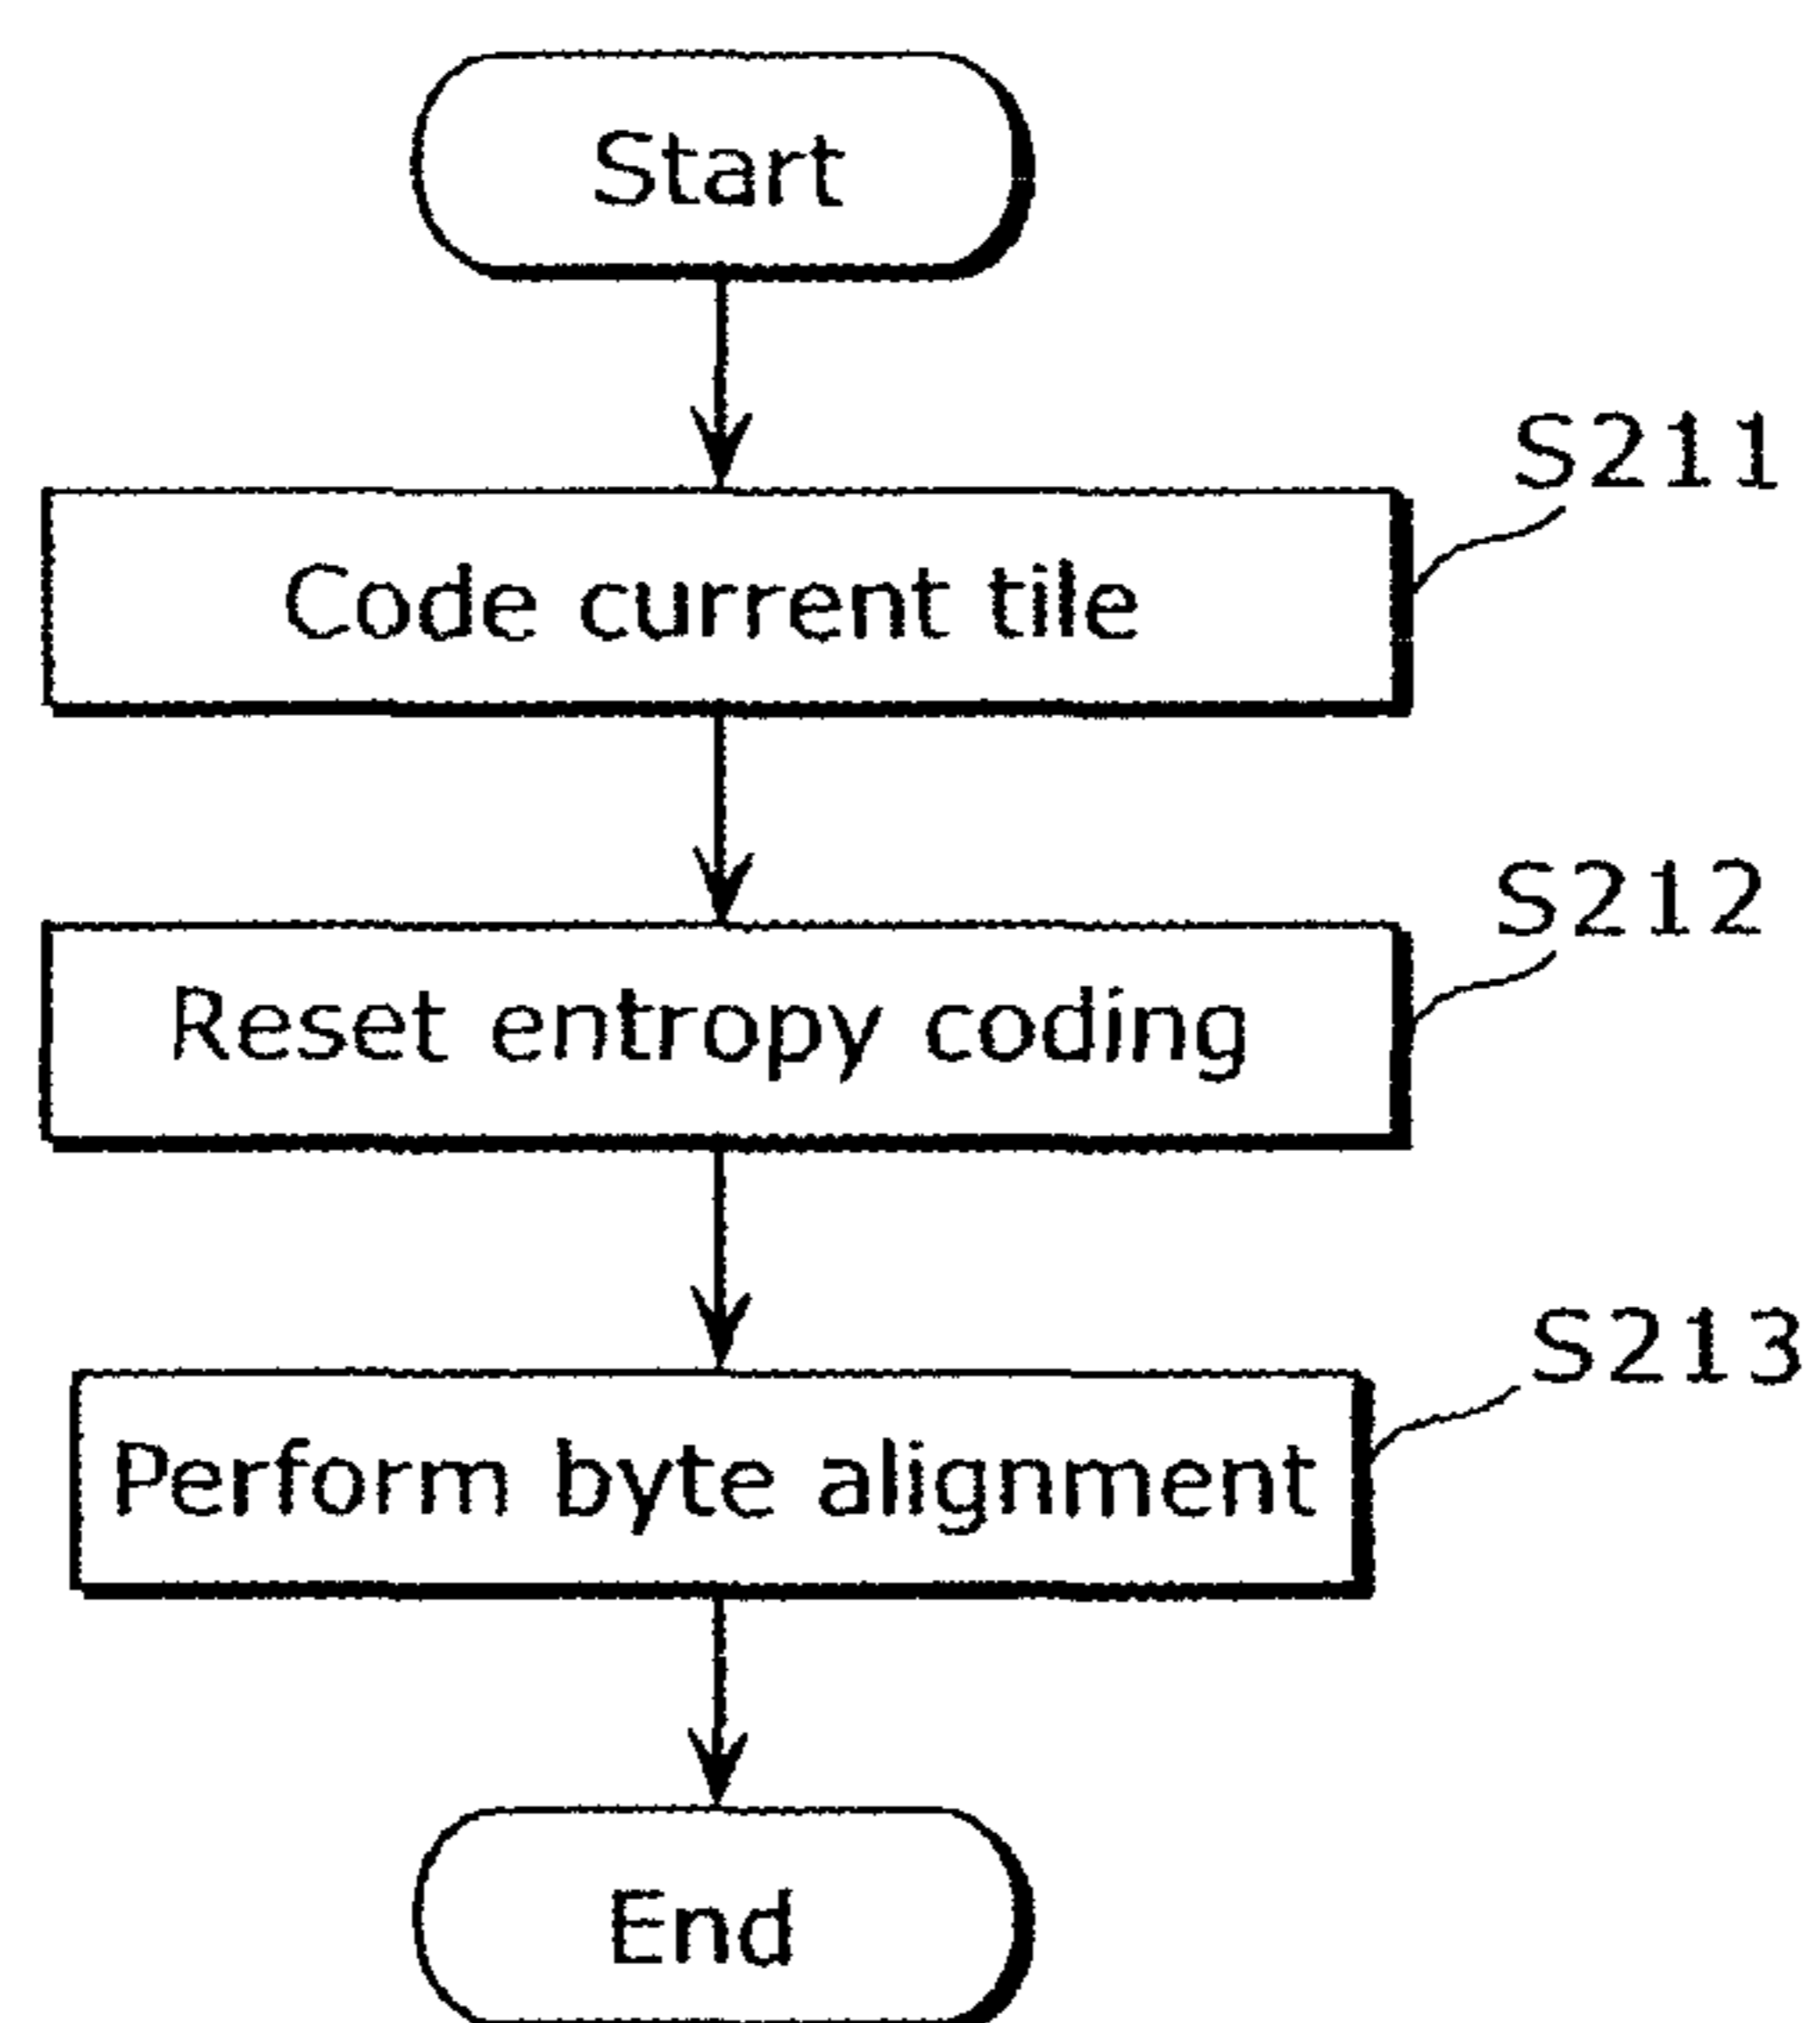 Start
S211
Code current tile
S212
Reset entropy coding
S213
Perform byte alignment
End